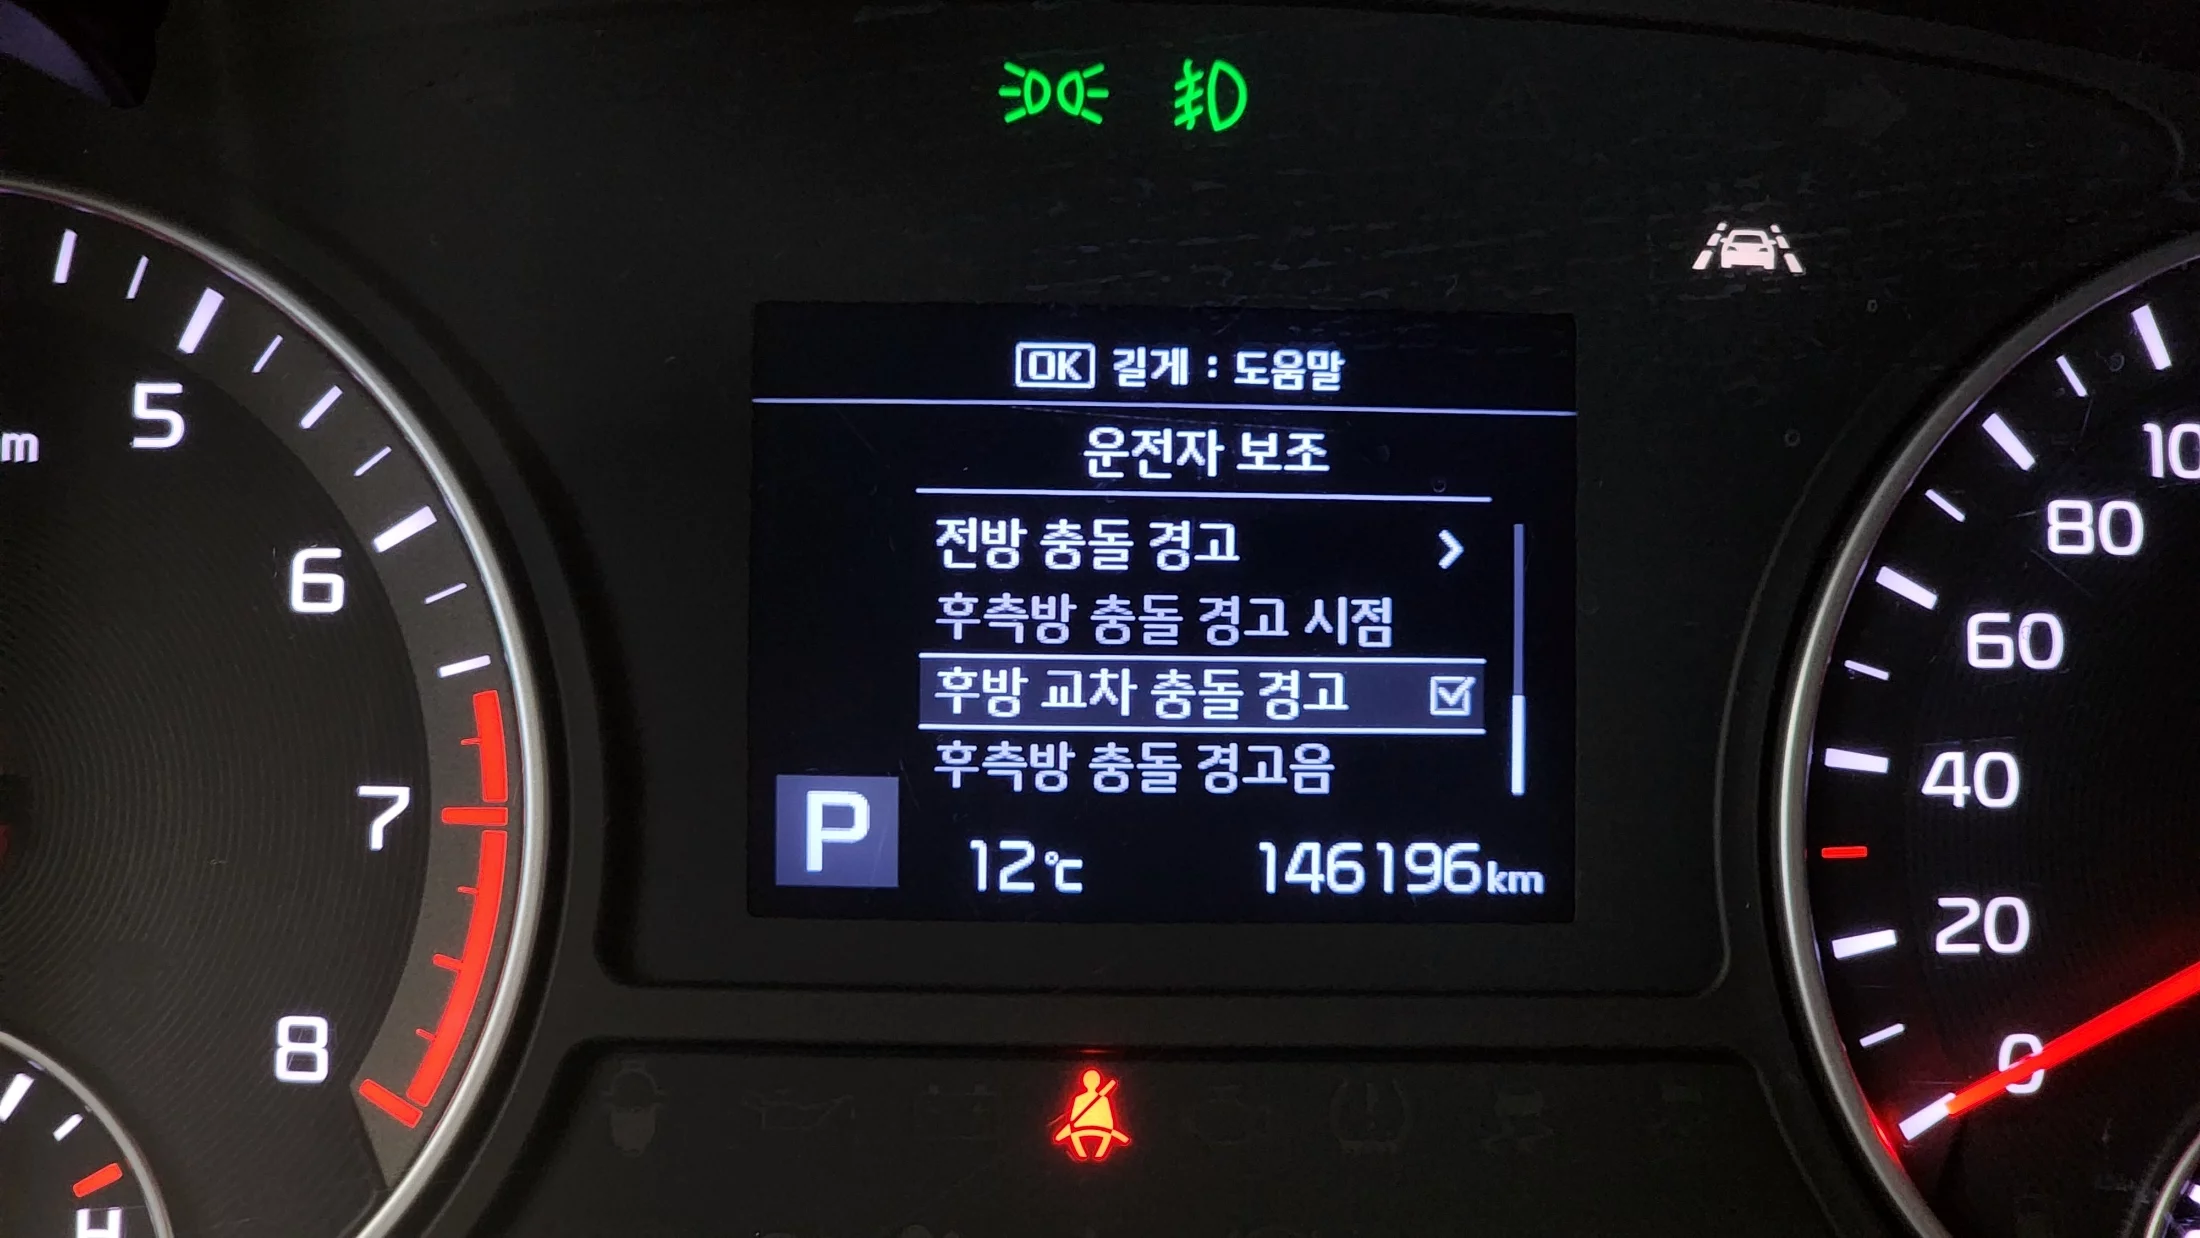 OK 길게 : 도움말
운전자 보조
전방 충돌 경고
후측방 충돌 경고 시점
후방 교차 충돌 경고
후측방 충돌 경고음
P
12℃
146196km
5
6
7
8
H
80
60
40
20
0